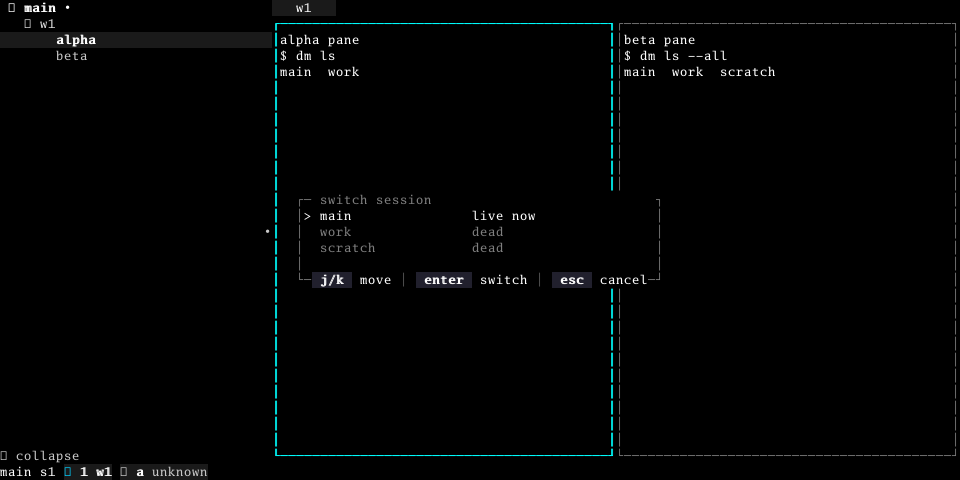 main •
w1
alpha
beta
w1
alpha pane
$ dm ls
main work
beta pane
$ dm ls --all
main work scratch
switch session
> main live now
work dead
scratch dead
j/k move │ enter switch │ esc cancel
collapse
main s1 1 w1 a unknown